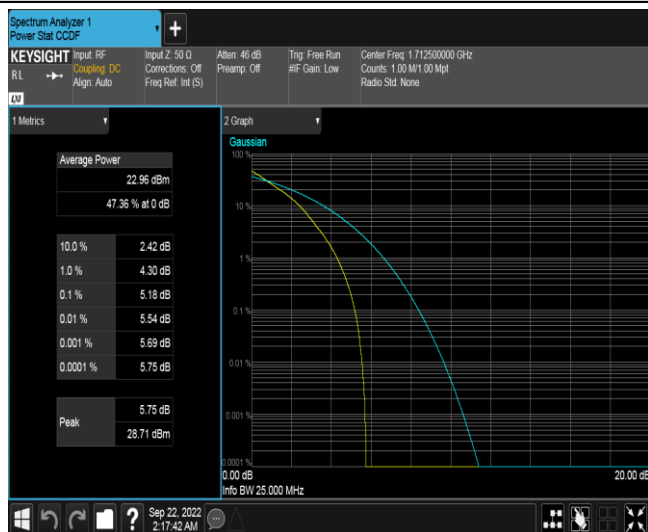 Spectrum Analyzer 1
Power Stat CCDF
+
KEYSIGHT
RL
LXI
Input: RF
Coupling: DC
Align: Auto
Input Z: 50 Ω
Corrections: Off
Freq Ref: Int (S)
Atten: 46 dB
Preamp: Off
Trig: Free Run
#IF Gain: Low
Center Freq: 1.712500000 GHz
Counts: 1.00 M/1.00 Mpt
Radio Std: None
1 Metrics
Average Power
22.96 dBm
47.36 % at 0 dB
10.0 % 2.42 dB
1.0 % 4.30 dB
0.1 % 5.18 dB
0.01 % 5.54 dB
0.001 % 5.69 dB
0.0001 % 5.75 dB
Peak
5.75 dB
28.71 dBm
2 Graph
Gaussian
100 %
10 %
1 %
0.1 %
0.01 %
0.001 %
0.0001 %
0.00 dB
20.00 dB
Info BW 25.000 MHz
?
Sep 22, 2022
2:17:42 AM